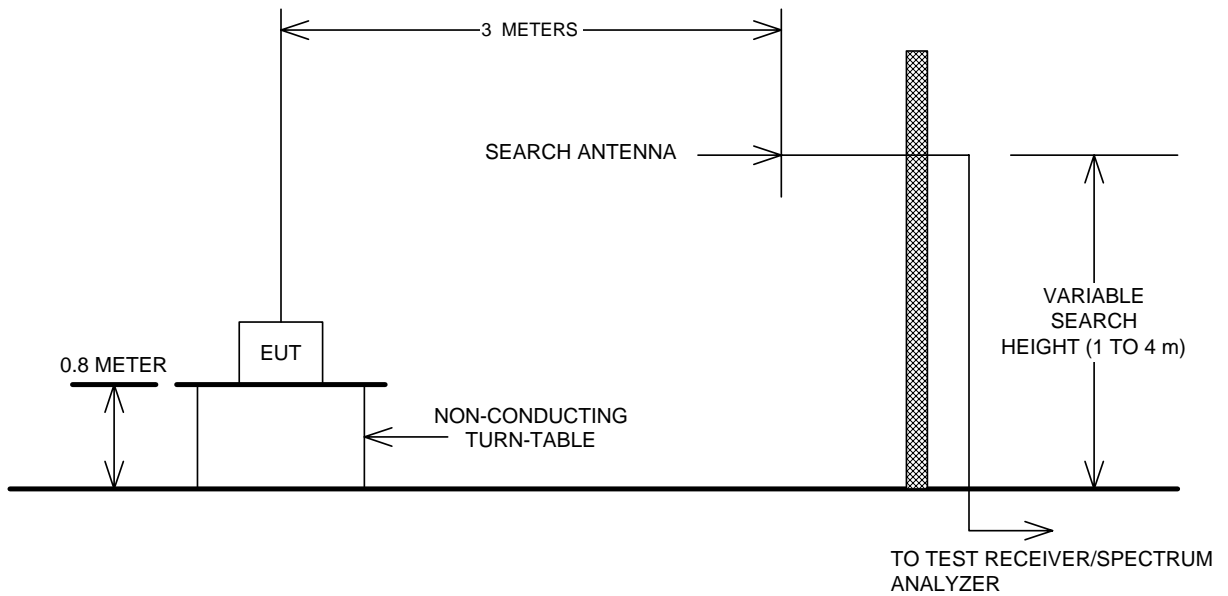 3 METERS
SEARCH ANTENNA
EUT
0.8 METER
VARIABLE
SEARCH
HEIGHT (1 TO 4 m)
NON-CONDUCTING
TURN-TABLE
TO TEST RECEIVER/SPECTRUM
ANALYZER